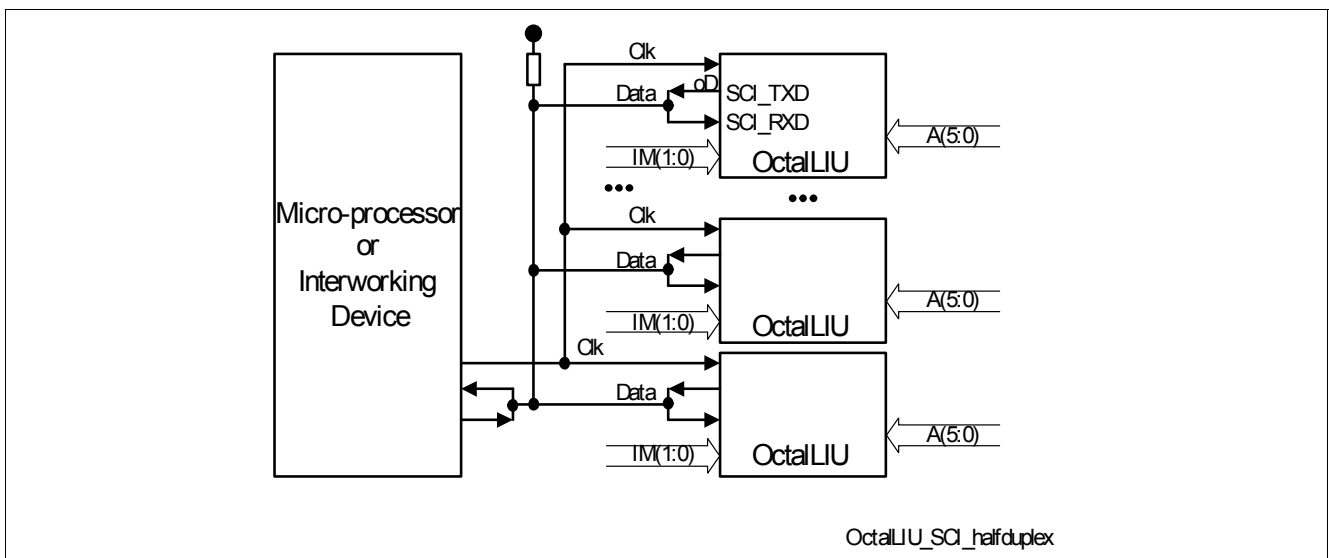 Clk
oD
Data
SCI_TXD
SCI_RXD
A(5:0)
IM(1:0)
OctalLIU
•••
•••
Clk
Micro-processor
or
Interworking
Device
Data
A(5:0)
IM(1:0)
OctalLIU
Clk
Data
A(5:0)
IM(1:0)
OctalLIU
OctalLIU_SCI_halfduplex